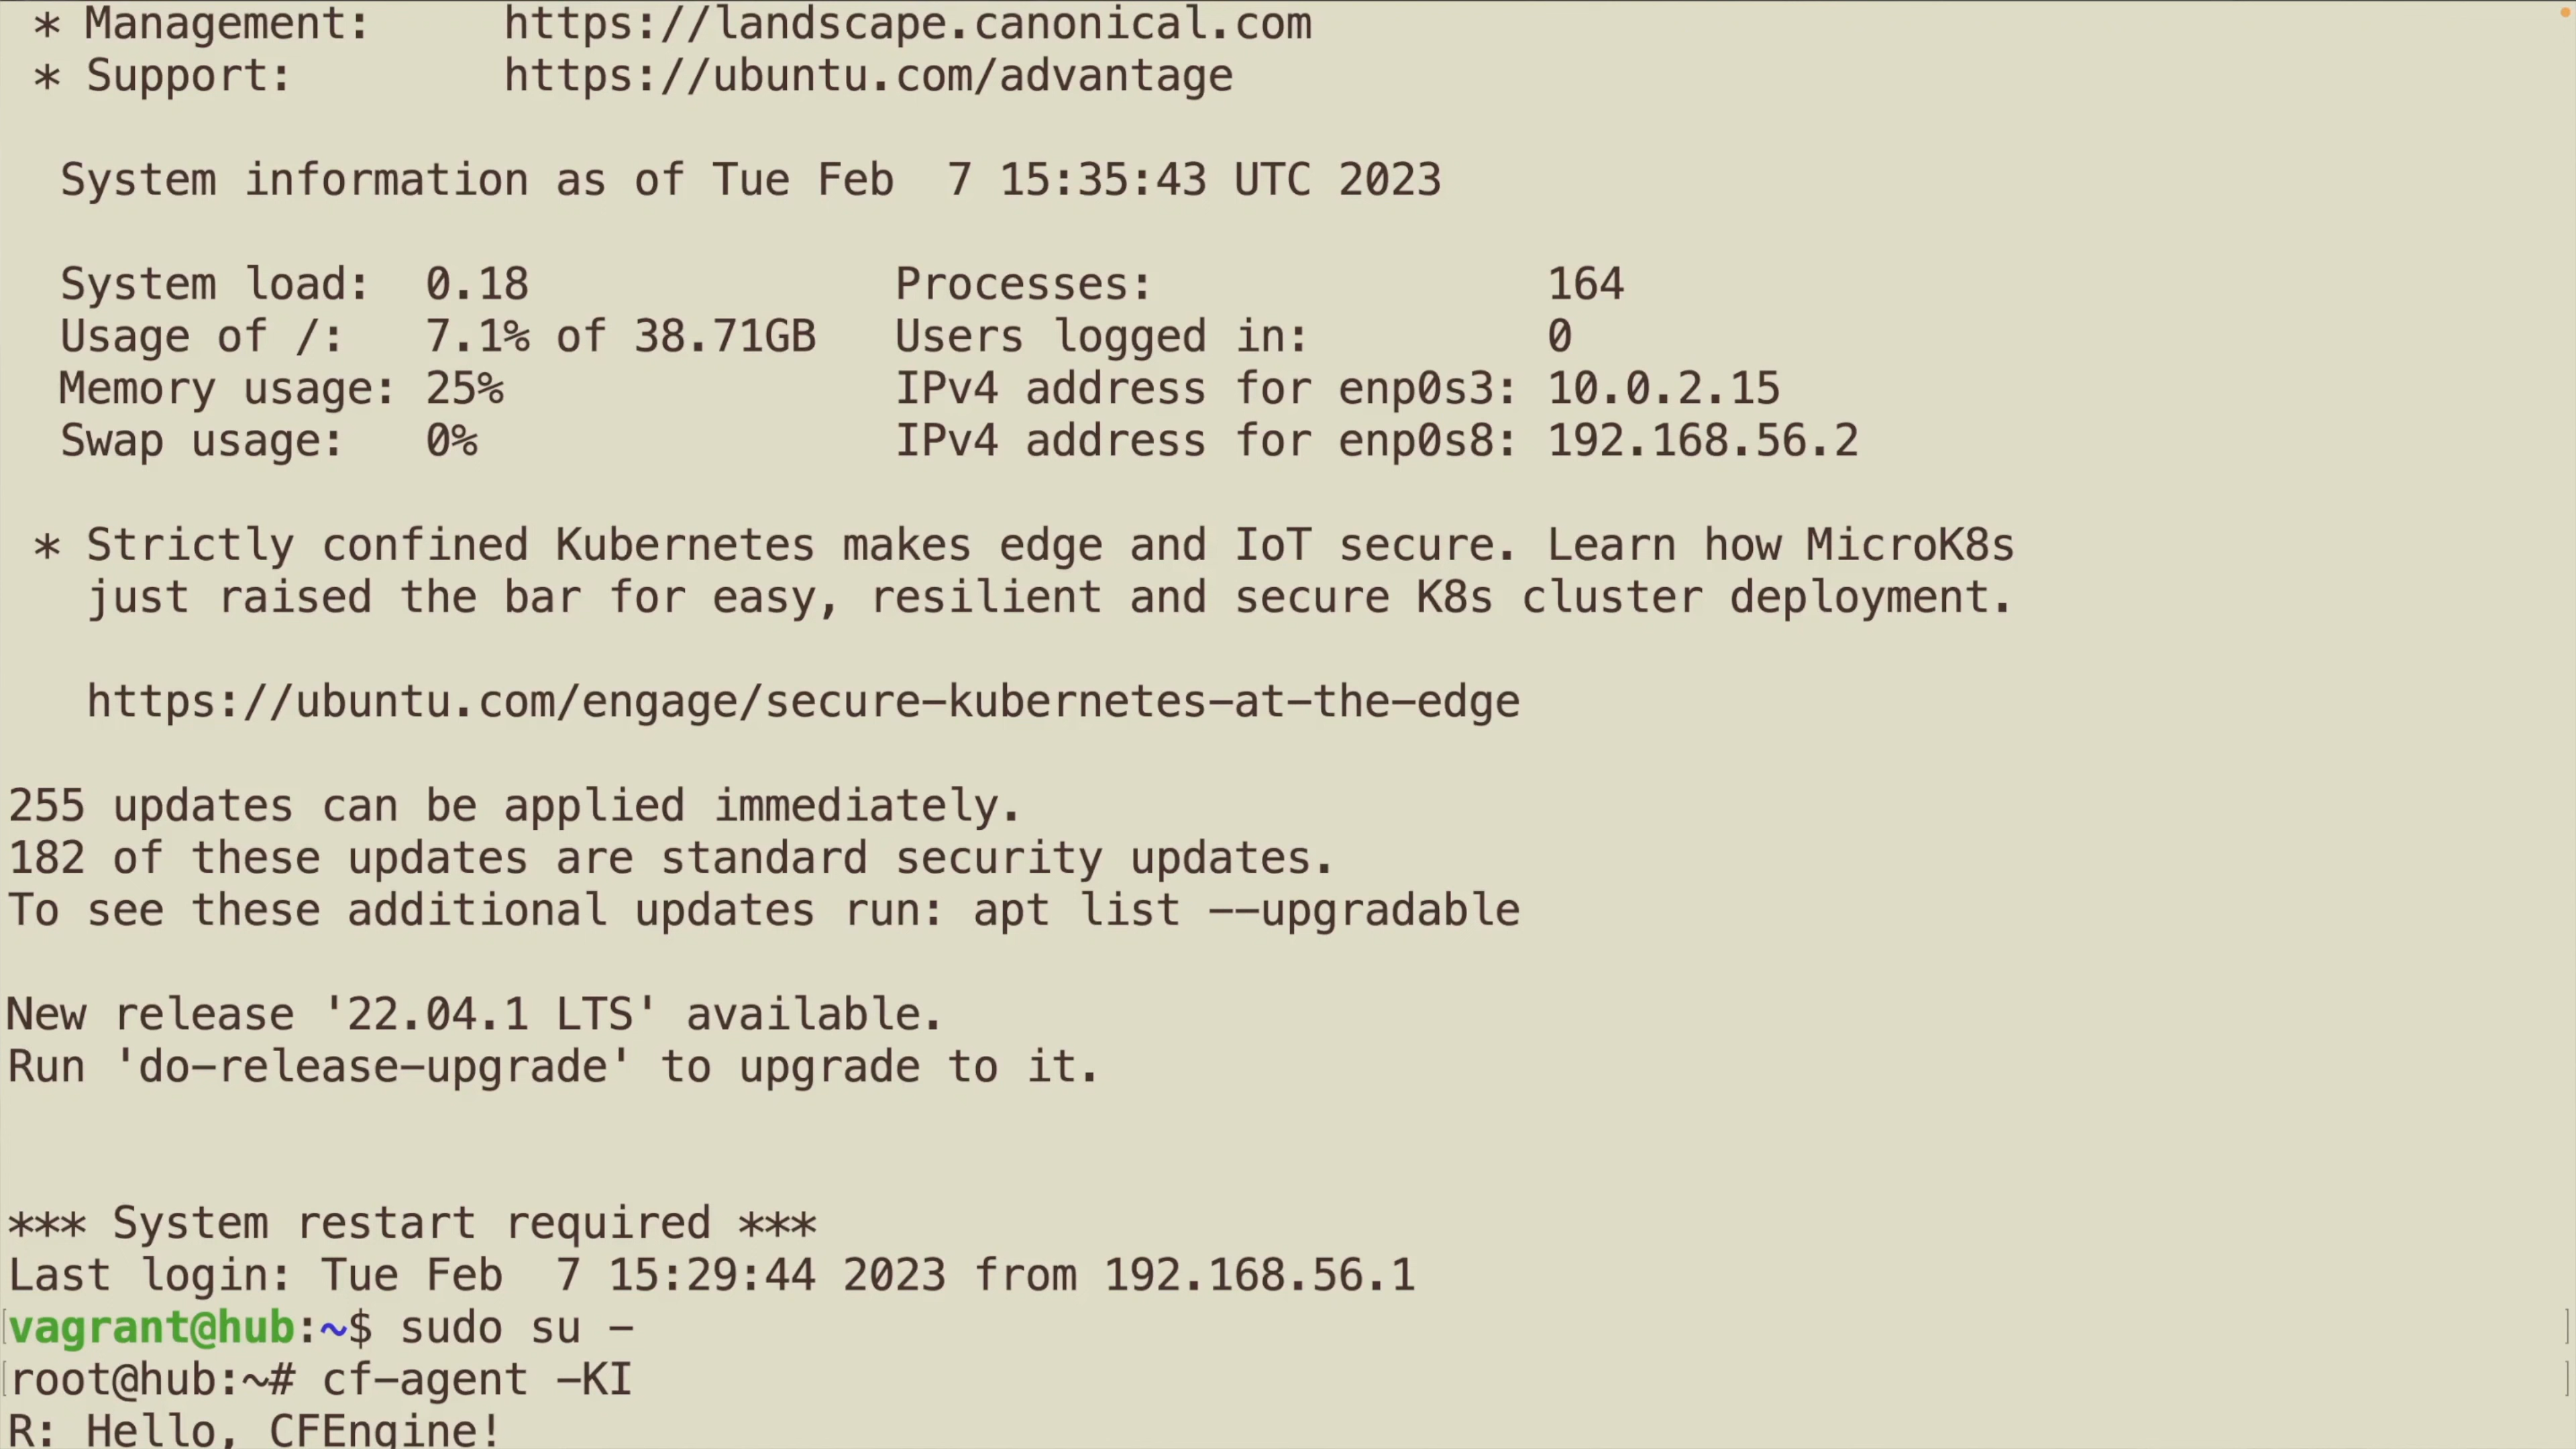 * Management:     https://landscape.canonical.com
* Support:        https://ubuntu.com/advantage
System information as of Tue Feb  7 15:35:43 UTC 2023
System load:  0.18              Processes:               164
Usage of /:   7.1% of 38.71GB   Users logged in:         0
Memory usage: 25%               IPv4 address for enp0s3: 10.0.2.15
Swap usage:   0%                IPv4 address for enp0s8: 192.168.56.2
* Strictly confined Kubernetes makes edge and IoT secure. Learn how MicroK8s
just raised the bar for easy, resilient and secure K8s cluster deployment.
https://ubuntu.com/engage/secure-kubernetes-at-the-edge
255 updates can be applied immediately.
182 of these updates are standard security updates.
To see these additional updates run: apt list --upgradable
New release '22.04.1 LTS' available.
Run 'do-release-upgrade' to upgrade to it.
*** System restart required ***
Last login: Tue Feb  7 15:29:44 2023 from 192.168.56.1
[vagrant@hub:~$ sudo su -                                                                         ]
[root@hub:~# cf-agent -KI                                                                         ]
R: Hello, CFEngine!